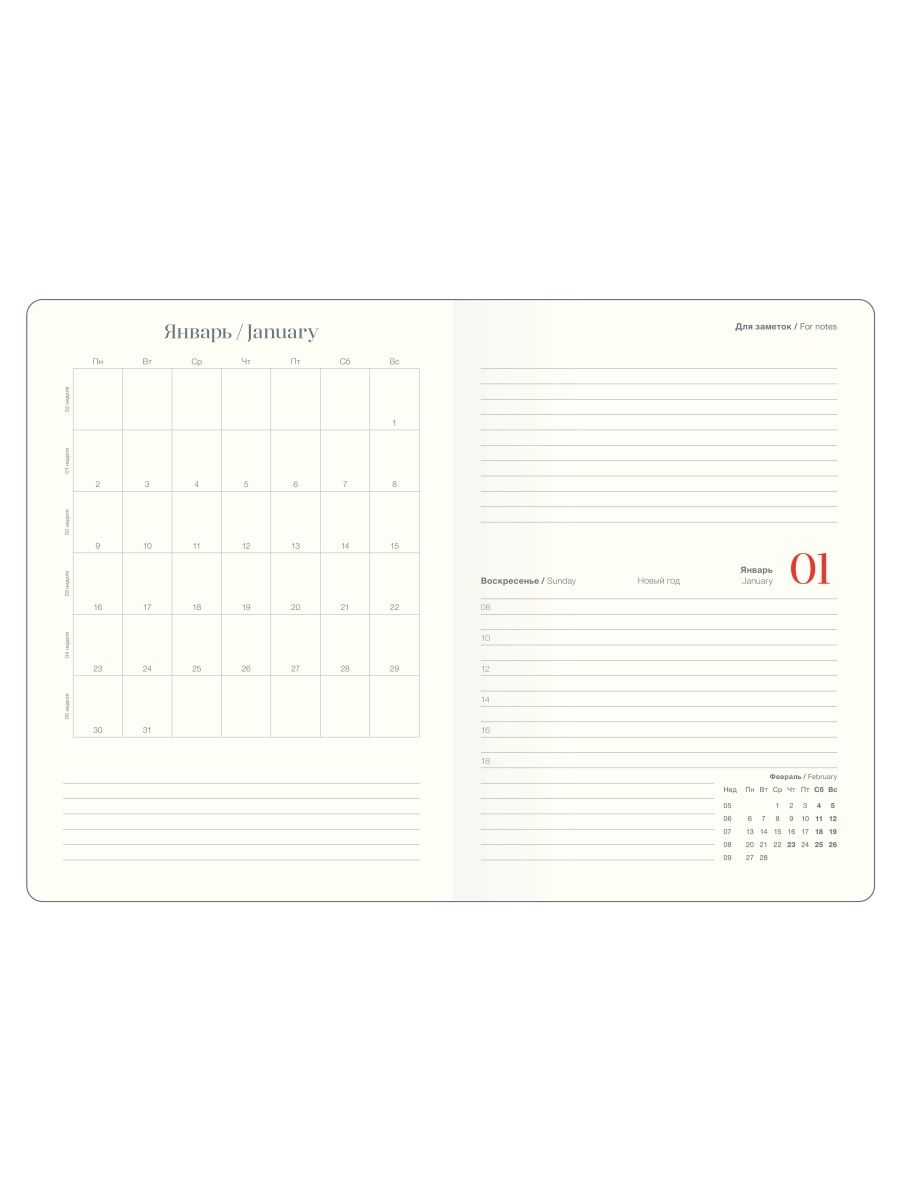 Январь / January
Пн Вт Ср Чт Пт Сб Вс
52 неделя
1
01 неделя
2 3 4 5 6 7 8
02 неделя
9 10 11 12 13 14 15
03 неделя
16 17 18 19 20 21 22
04 неделя
23 24 25 26 27 28 29
05 неделя
30 31
Для заметок / For notes
Воскресенье / Sunday Новый год Январь January 01
08
10
12
14
16
18
Февраль / February
Нед Пн Вт Ср Чт Пт Сб Вс
05 1 2 3 4 5
06 6 7 8 9 10 11 12
07 13 14 15 16 17 18 19
08 20 21 22 23 24 25 26
09 27 28